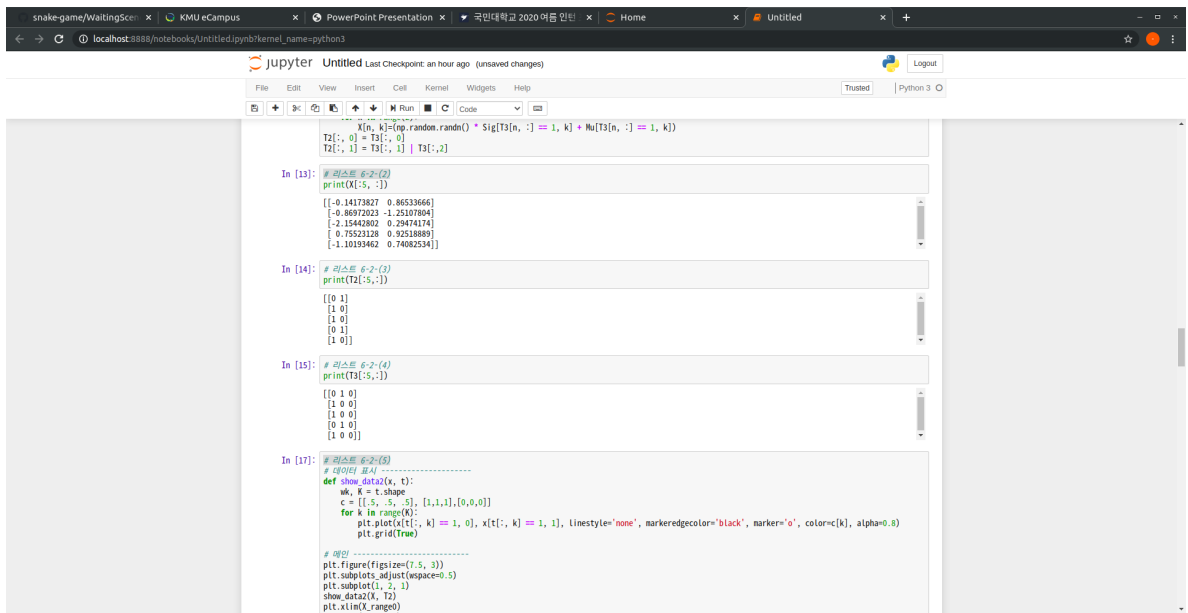 snake-game/WaitingScen
KMU eCampus
PowerPoint Presentation
국민대학교 2020 여름 인턴
Home
Untitled
localhost:8888/notebooks/Untitled.ipynb?kernel_name=python3
Jupyter Untitled Last Checkpoint: an hour ago (unsaved changes)
Logout
File Edit View Insert Cell Kernel Widgets Help
Trusted
Python 3
Run
Code
X[n, k]=(np.random.randn() * Sig[T3[n, :] == 1, k] + Mu[T3[n, :] == 1, k])
T2[:, 0] = T3[:, 0]
T2[:, 1] = T3[:, 1] | T3[:,2]
In [13]: # 리스트 6-2-(2)
print(X[:5, :])
[[-0.14173827 0.86533666]
[-0.86972023 -1.25107804]
[-2.15442802 0.29474174]
[ 0.75523128 0.92518889]
[-1.10193462 0.74082534]]
In [14]: # 리스트 6-2-(3)
print(T2[:5,:])
[[0 1]
[1 0]
[1 0]
[0 1]
[1 0]]
In [15]: # 리스트 6-2-(4)
print(T3[:5,:])
[[0 1 0]
[1 0 0]
[1 0 0]
[0 1 0]
[1 0 0]]
In [17]: # 리스트 6-2-(5)
# 데이터 표시 ---------------------
def show_data2(x, t):
wk, K = t.shape
c = [[.5, .5, .5], [1,1,1],[0,0,0]]
for k in range(K):
plt.plot(x[t[:, k] == 1, 0], x[t[:, k] == 1, 1], linestyle='none', markeredgecolor='black', marker='o', color=c[k], alpha=0.8)
plt.grid(True)
# 메인 ---------------------------
plt.figure(figsize=(7.5, 3))
plt.subplots_adjust(wspace=0.5)
plt.subplot(1, 2, 1)
show_data2(X, T2)
plt.xlim(X_range0)